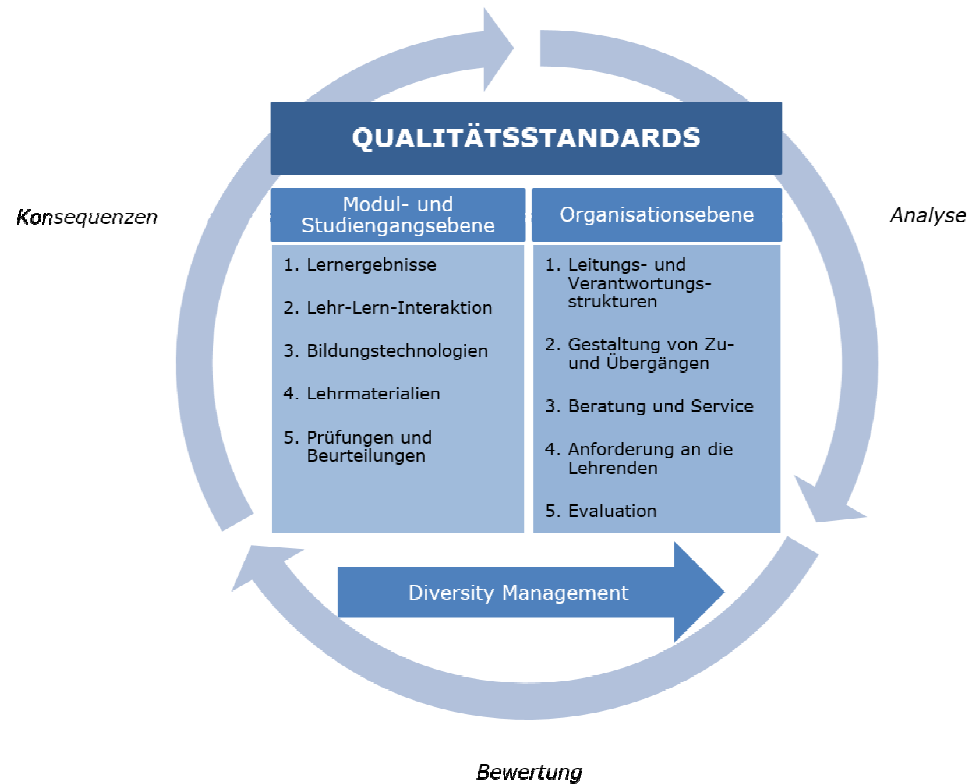 QUALITÄTSSTANDARDS
Konsequenzen
Analyse
Modul- und
Studiengangsebene
1. Lernergebnisse
2. Lehr-Lern-Interaktion
3. Bildungstechnologien
4. Lehrmaterialien
5. Prüfungen und
Beurteilungen
Organisationsebene
1. Leitungs- und
Verantwortungs-
strukturen
2. Gestaltung von Zu-
und Übergängen
3. Beratung und Service
4. Anforderung an die
Lehrenden
5. Evaluation
Diversity Management
Bewertung